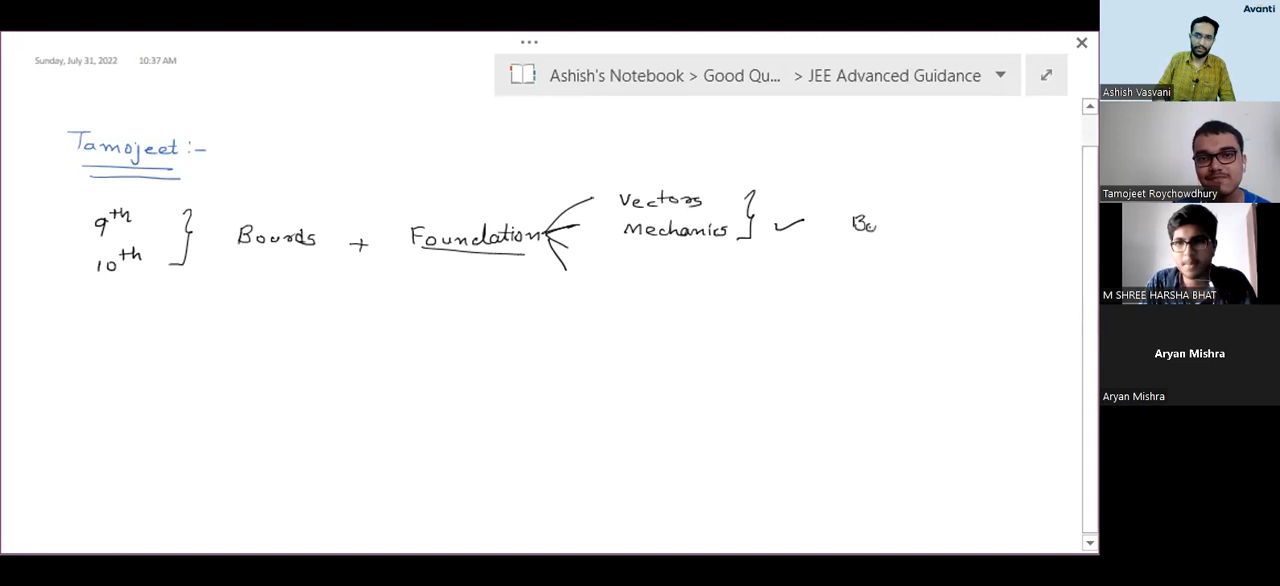 Avanti
Sunday, July 31, 2022 10:37 AM
Ashish's Notebook > Good Qu... > JEE Advanced Guidance
Ashish Vasvani
Tamojeet :-
Tamojeet Roychowdhury
9th
10th
Boards + Foundation
Vectors
Mechanics
Bo
M SHREE HARSHA BHAT
Aryan Mishra
Aryan Mishra